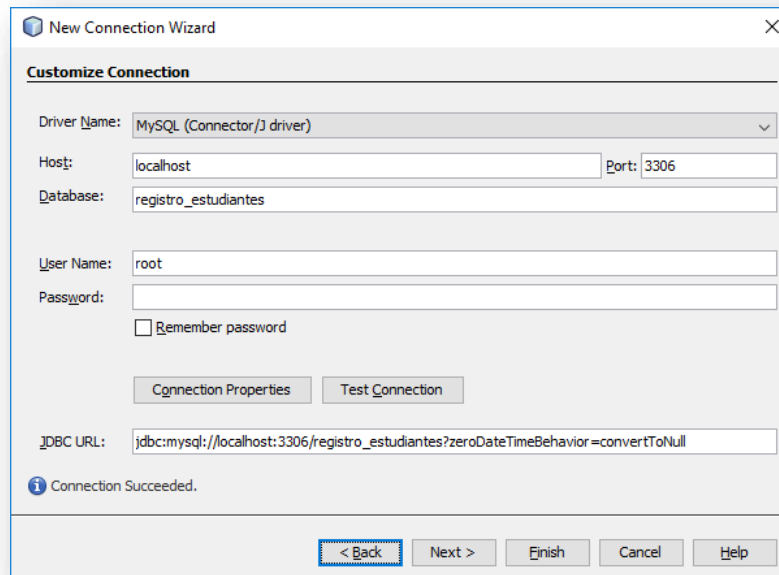 New Connection Wizard
Customize Connection
Driver Name: MySQL (Connector/J driver)
Host: localhost Port: 3306
Database: registro_estudiantes
User Name: root
Password:
Remember password
Connection Properties Test Connection
JDBC URL: jdbc:mysql://localhost:3306/registro_estudiantes?zeroDateTimeBehavior=convertToNull
Connection Succeeded.
< Back Next > Finish Cancel Help